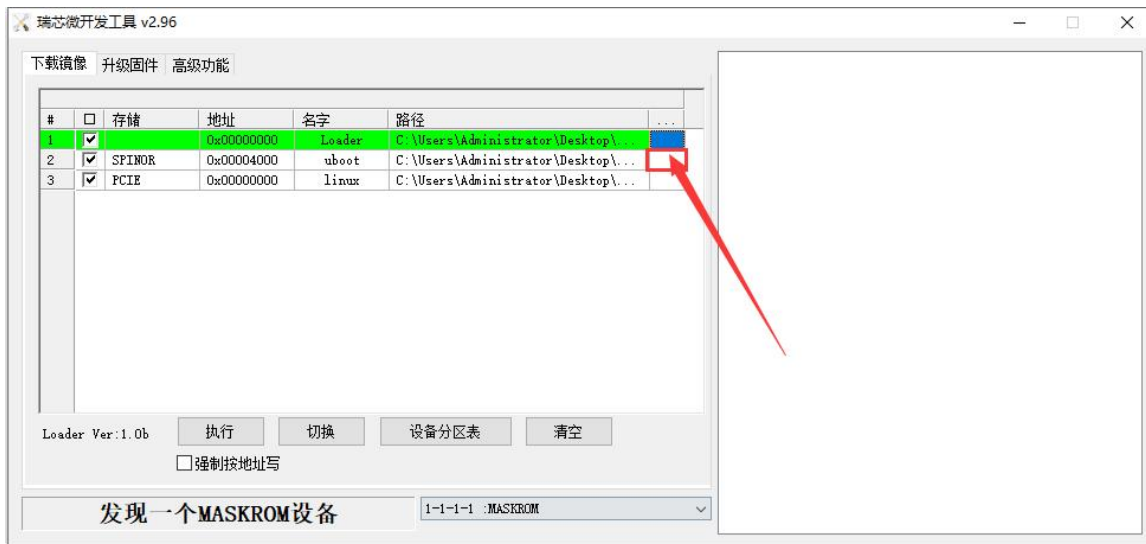 瑞芯微开发工具 v2.96
下载镜像 升级固件 高级功能
# 存储 地址 名字 路径 ...
1 0x00000000 Loader C:\Users\Administrator\Desktop\...
2 SPINOR 0x00004000 uboot C:\Users\Administrator\Desktop\...
3 PCIE 0x00000000 linux C:\Users\Administrator\Desktop\...
Loader Ver:1.0b 执行 切换 设备分区表 清空
强制按地址写
发现一个MASKROM设备 1-1-1-1 :MASKROM